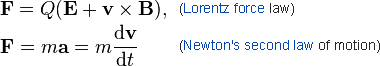 F = Q(E + v × B), (Lorentz force law)
F = ma = m dv/dt (Newton's second law of motion)